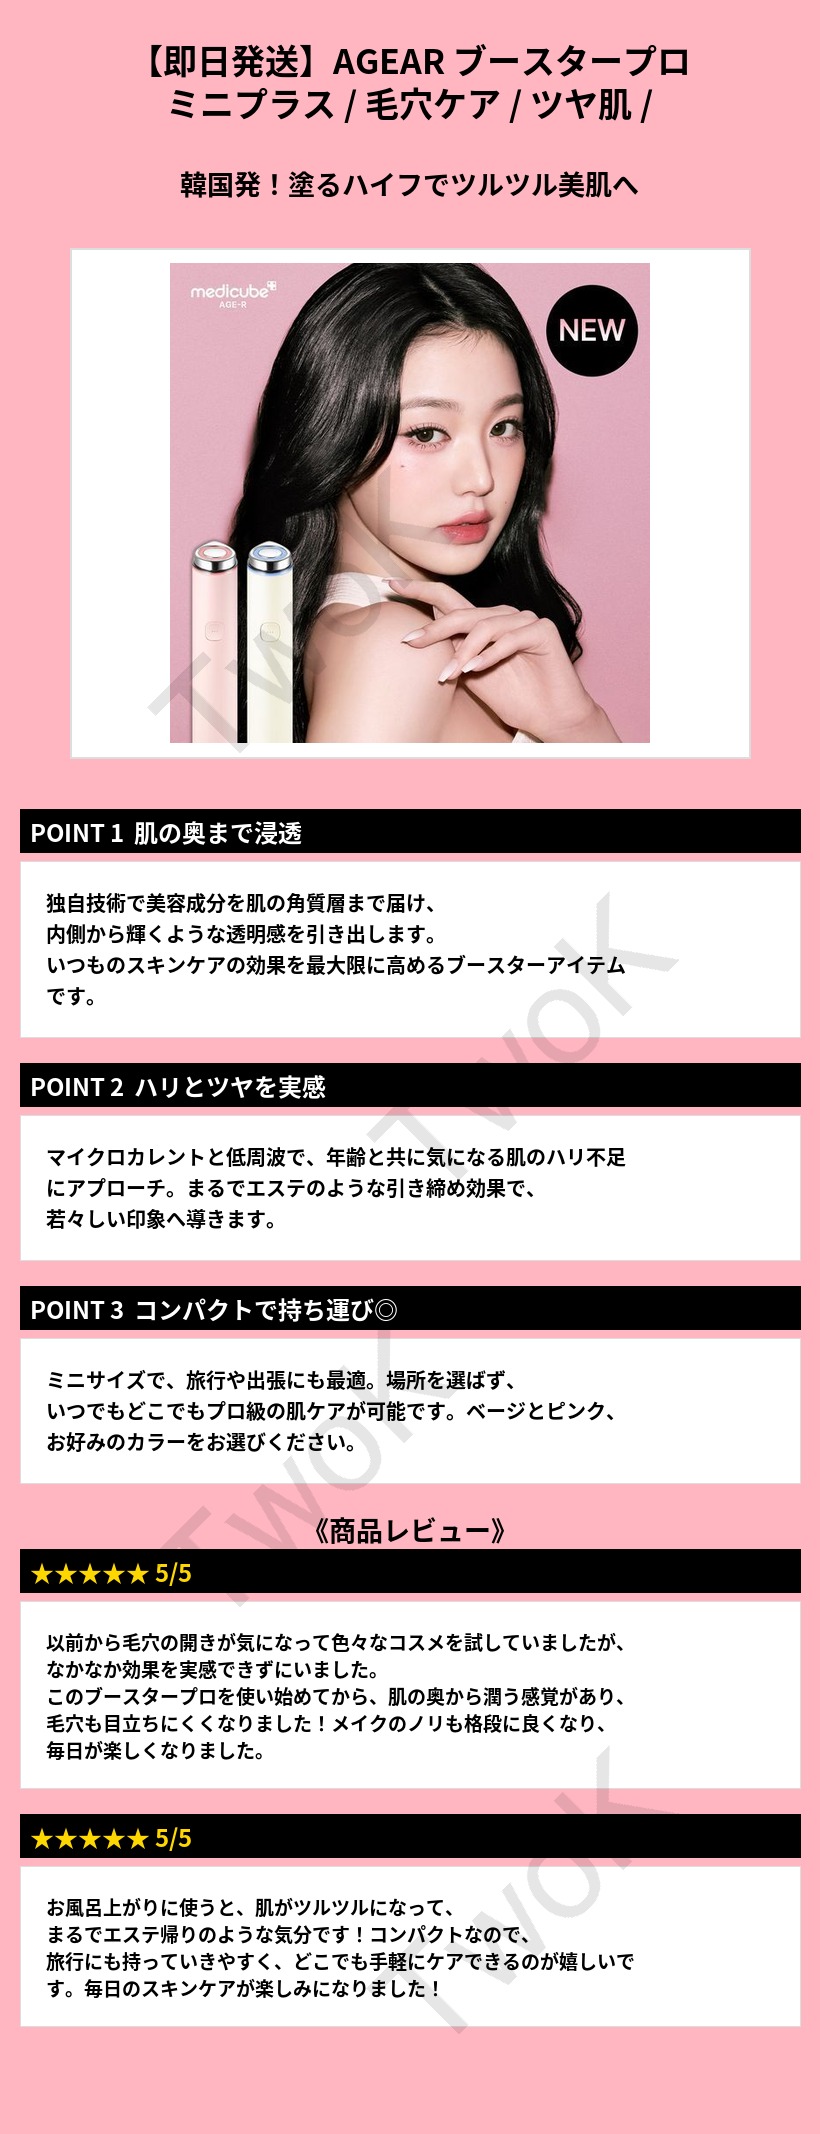 【即日発送】AGEAR ブースタープロ
ミニプラス / 毛穴ケア / ツヤ肌 /
韓国発！塗るハイフでツルツル美肌へ
medicube
AGE-R
NEW
TwoK
POINT 1 肌の奥まで浸透
独自技術で美容成分を肌の角質層まで届け、
内側から輝くような透明感を引き出します。
いつものスキンケアの効果を最大限に高めるブースターアイテム
です。
TwoK
POINT 2 ハリとツヤを実感
マイクロカレントと低周波で、年齢と共に気になる肌のハリ不足
にアプローチ。まるでエステのような引き締め効果で、
若々しい印象へ導きます。
POINT 3 コンパクトで持ち運び◎
ミニサイズで、旅行や出張にも最適。場所を選ばず、
いつでもどこでもプロ級の肌ケアが可能です。ベージとピンク、
お好みのカラーをお選びください。
TwoK
《商品レビュー》
★★★★★ 5/5
以前から毛穴の開きが気になって色々なコスメを試していましたが、
なかなか効果を実感できずにいました。
このブースタープロを使い始めてから、肌の奥から潤う感覚があり、
毛穴も目立ちにくくなりました！メイクのノリも格段に良くなり、
毎日が楽しくなりました。
★★★★★ 5/5
お風呂上がりに使うと、肌がツルツルになって、
まるでエステ帰りのような気分です！コンパクトなので、
旅行にも持っていきやすく、どこでも手軽にケアできるのが嬉しいで
す。毎日のスキンケアが楽しみになりました！
TwoK